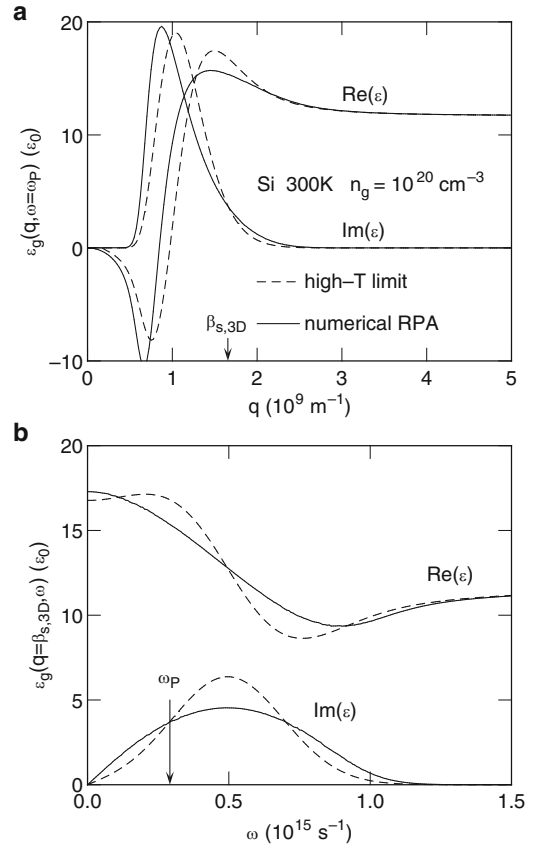 a
20
Re(ε)
10
Si 300K n_g = 10^20 cm^−3
Im(ε)
0
high–T limit
β_s,3D
numerical RPA
−10
0 1 2 3 4 5
q (10^9 m^−1)
ε_g(q,ω=ω_P) (ε_0)
b
20
15
Re(ε)
10
ω_P
5
Im(ε)
0
0.0 0.5 1.0 1.5
ω (10^15 s^−1)
ε_g(q=β_s,3D,ω) (ε_0)